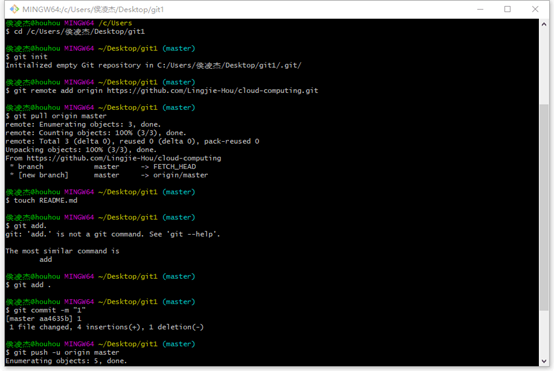 MINGW64:/c/Users/侯凌杰/Desktop/git1
侯凌杰@houhou MINGW64 /c/Users
$ cd /c/Users/侯凌杰/Desktop/git1
侯凌杰@houhou MINGW64 ~/Desktop/git1 (master)
$ git init
Initialized empty Git repository in C:/Users/侯凌杰/Desktop/git1/.git/
侯凌杰@houhou MINGW64 ~/Desktop/git1 (master)
$ git remote add origin https://github.com/Lingjie-Hou/cloud-computing.git
侯凌杰@houhou MINGW64 ~/Desktop/git1 (master)
$ git pull origin master
remote: Enumerating objects: 3, done.
remote: Counting objects: 100% (3/3), done.
remote: Total 3 (delta 0), reused 0 (delta 0), pack-reused 0
Unpacking objects: 100% (3/3), done.
From https://github.com/Lingjie-Hou/cloud-computing
* branch master -> FETCH_HEAD
* [new branch] master -> origin/master
侯凌杰@houhou MINGW64 ~/Desktop/git1 (master)
$ touch README.md
侯凌杰@houhou MINGW64 ~/Desktop/git1 (master)
$ git add.
git: 'add.' is not a git command. See 'git --help'.
The most similar command is
add
侯凌杰@houhou MINGW64 ~/Desktop/git1 (master)
$ git add .
侯凌杰@houhou MINGW64 ~/Desktop/git1 (master)
$ git commit -m "1"
[master aa4635b] 1
1 file changed, 4 insertions(+), 1 deletion(-)
侯凌杰@houhou MINGW64 ~/Desktop/git1 (master)
$ git push -u origin master
Enumerating objects: 5, done.